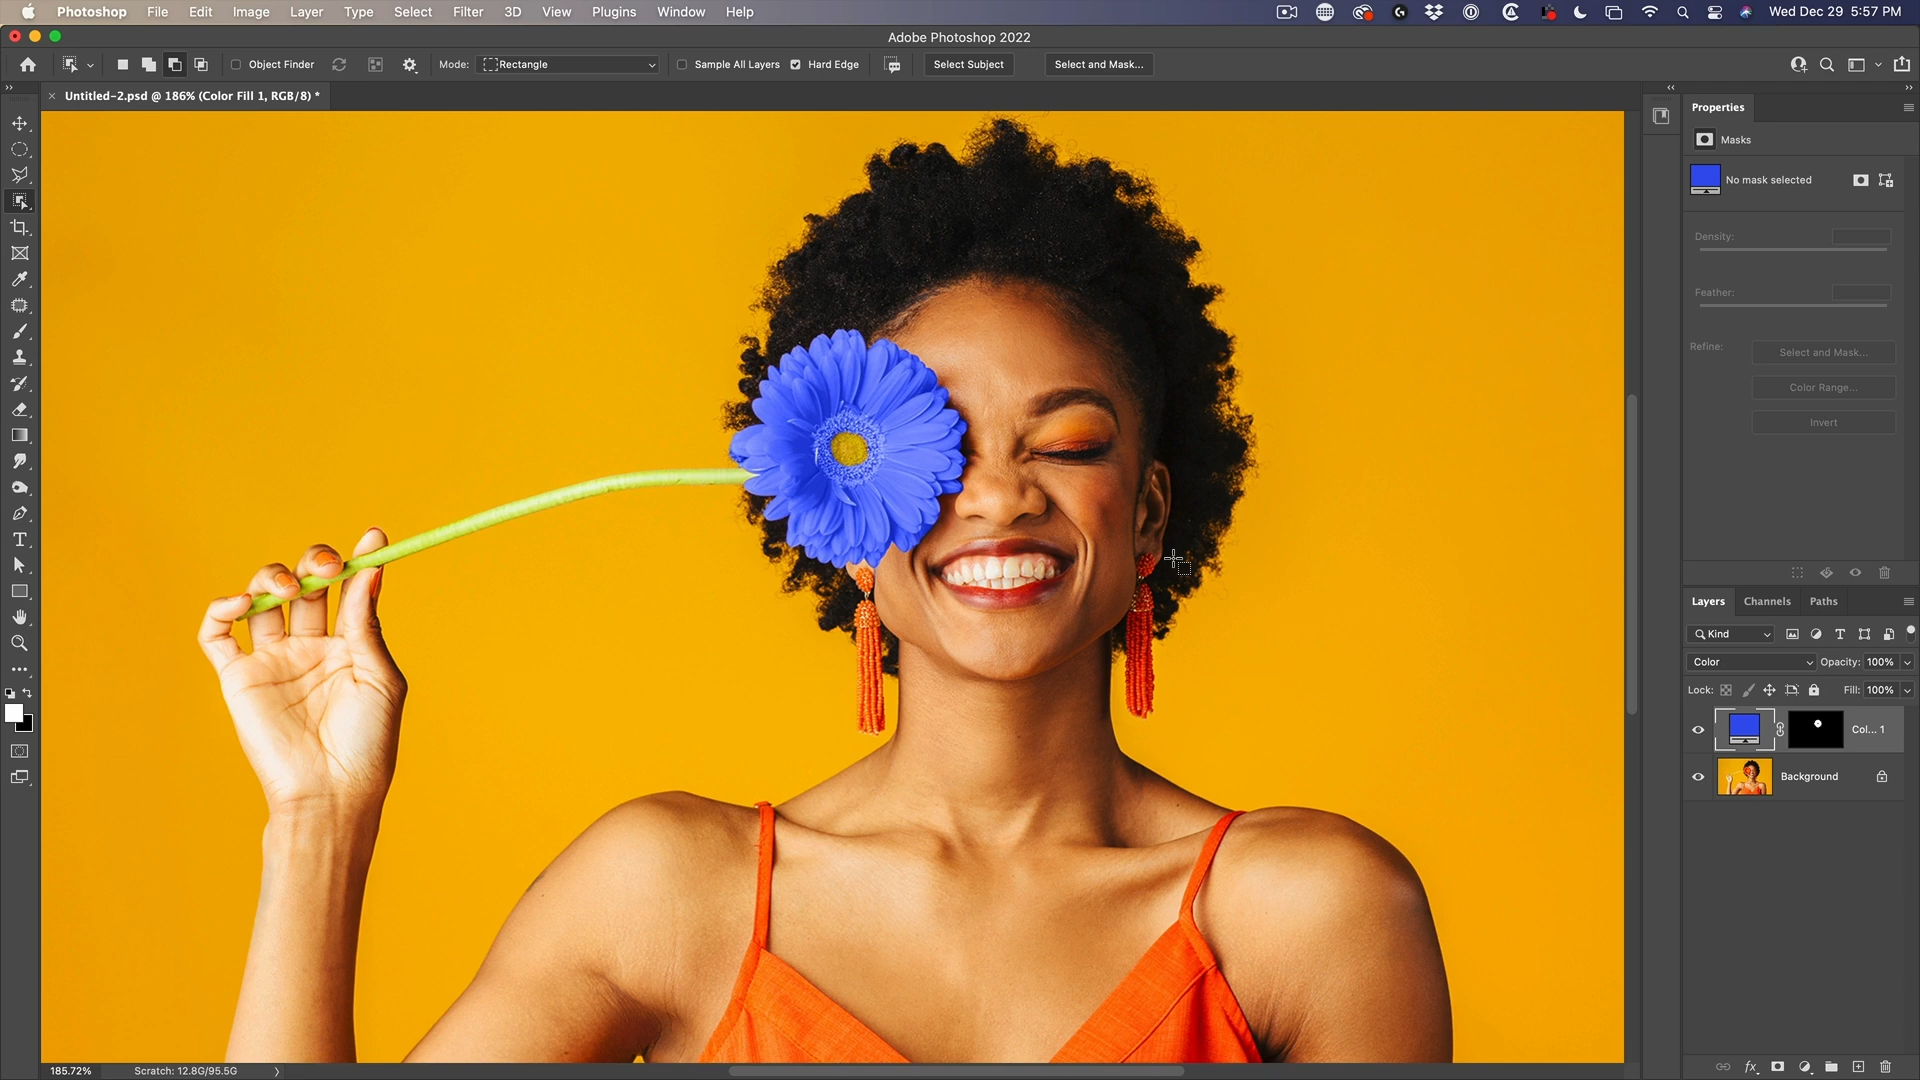 Photoshop File Edit Image Layer Type Select Filter 3D View Plugins Window Help Wed Dec 29 5:57 PM
Adobe Photoshop 2022
Object Finder Mode: Rectangle Sample All Layers Hard Edge Select Subject Select and Mask...
Untitled-2.psd @ 186% (Color Fill 1, RGB/8) *
Properties
Masks
No mask selected
Density:
Feather:
Refine: Select and Mask...
Color Range...
Invert
Layers Channels Paths
Kind
Color Opacity: 100%
Lock: Fill: 100%
Col... 1
Background
185.72% Scratch: 12.8G/95.5G